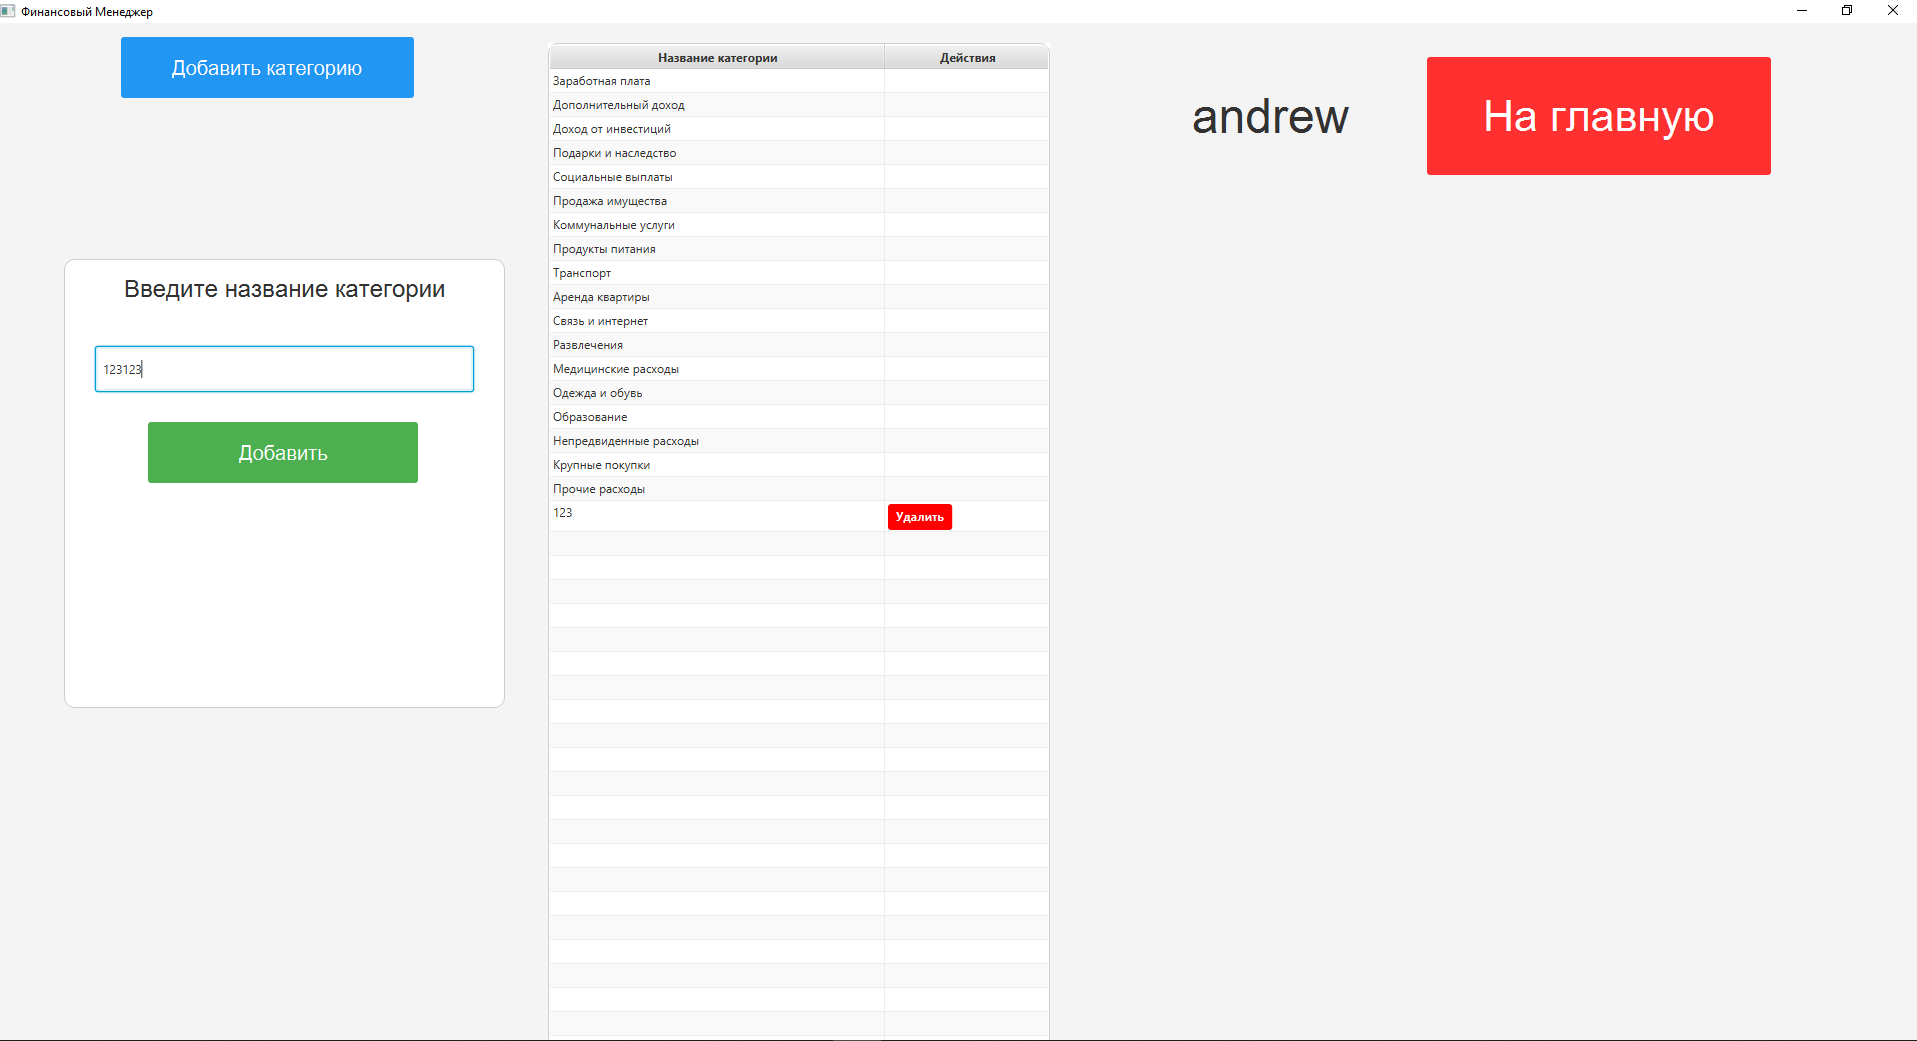 Финансовый Менеджер
Добавить категорию
Введите название категории
123123
Добавить
Название категории Действия
Заработная плата
Дополнительный доход
Доход от инвестиций
Подарки и наследство
Социальные выплаты
Продажа имущества
Коммунальные услуги
Продукты питания
Транспорт
Аренда квартиры
Связь и интернет
Развлечения
Медицинские расходы
Одежда и обувь
Образование
Непредвиденные расходы
Крупные покупки
Прочие расходы
123 Удалить
andrew
На главную